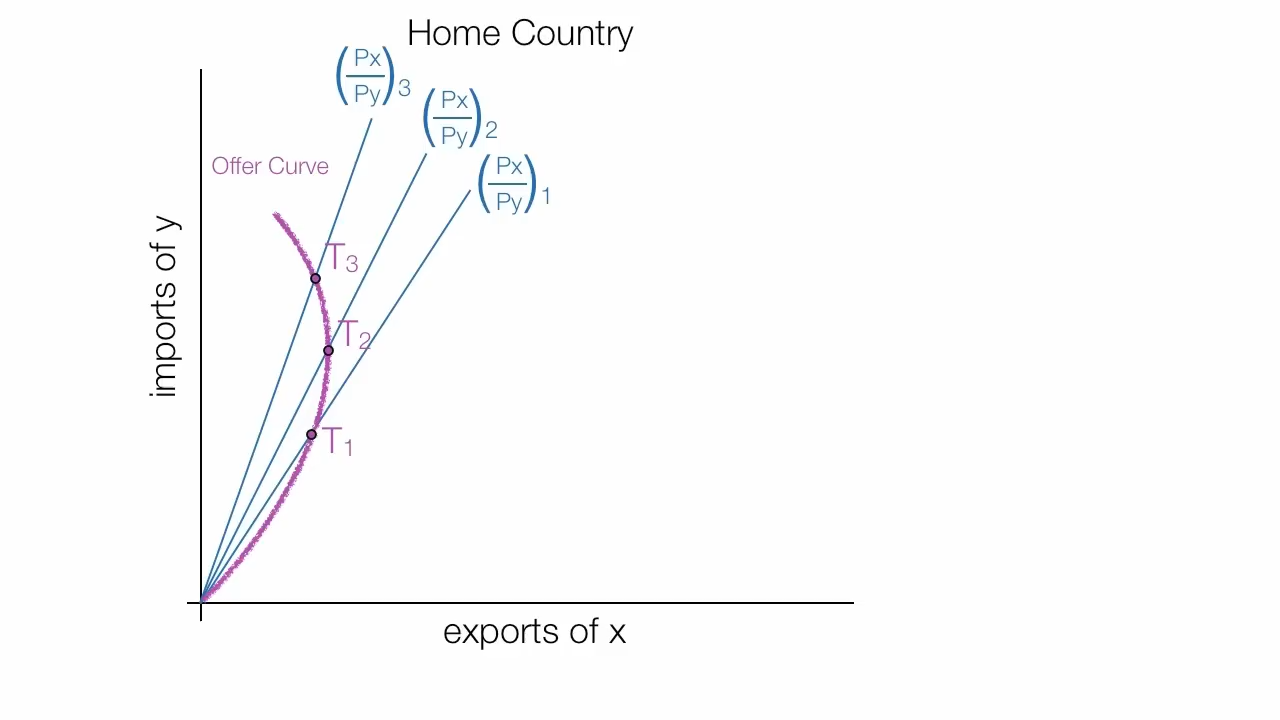 Home Country
(Px/Py)3
(Px/Py)2
(Px/Py)1
Offer Curve
imports of y
T3
T2
T1
exports of x